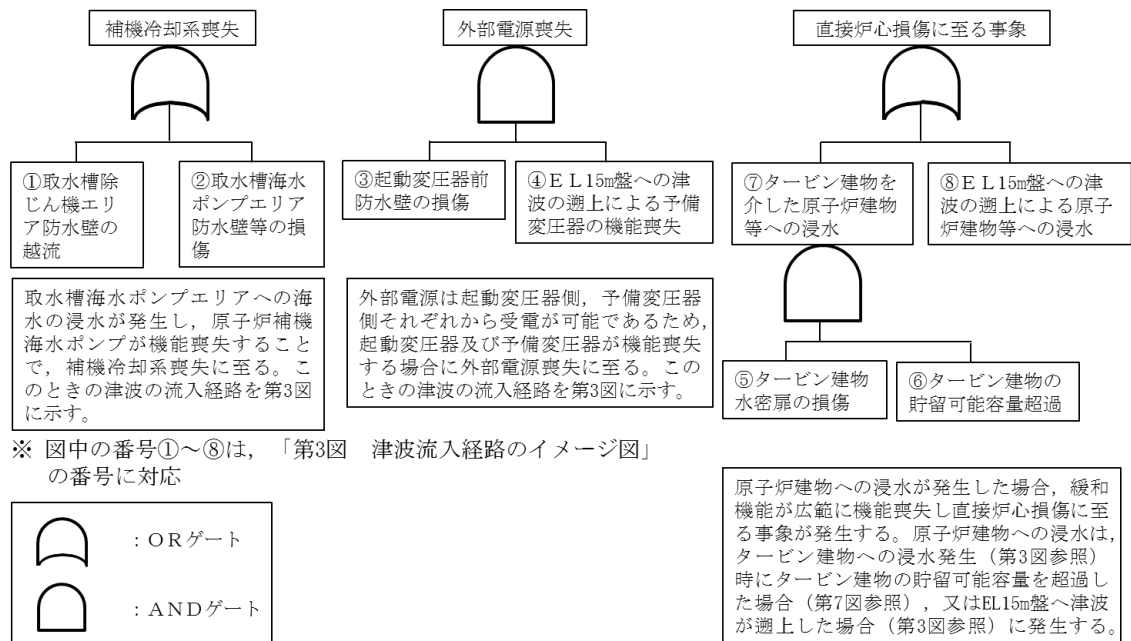 補機冷却系喪失
①取水槽除
じん機エリ
ア防水壁の
越流
②取水槽海水
ポンプエリア
防水壁等の損
傷
取水槽海水ポンプエリアへの海
水の浸水が発生し，原子炉補機
海水ポンプが機能喪失すること
で，補機冷却系喪失に至る。こ
のときの津波の流入経路を第3図
に示す。
外部電源喪失
③起動変圧器前
防水壁の損傷
④ＥＬ15m盤への津
波の遡上による予備
変圧器の機能喪失
外部電源は起動変圧器側，予備変圧器
側それぞれから受電が可能であるため，
起動変圧器及び予備変圧器が機能喪失
する場合に外部電源喪失に至る。この
ときの津波の流入経路を第3図に示す。
直接炉心損傷に至る事象
⑦タービン建物を
介した原子炉建物
等への浸水
⑧ＥＬ15m盤への津
波の遡上による原子
炉建物等への浸水
⑤タービン建物
水密扉の損傷
⑥タービン建物の
貯留可能容量超過
原子炉建物への浸水が発生した場合，緩和
機能が広範に機能喪失し直接炉心損傷に至
る事象が発生する。原子炉建物への浸水は，
タービン建物への浸水発生（第3図参照）
時にタービン建物の貯留可能容量を超過し
た場合（第7図参照），又はEL15m盤へ津波
が遡上した場合（第3図参照）に発生する。
※ 図中の番号①～⑧は，「第3図　津波流入経路のイメージ図」
の番号に対応
：ＯＲゲート
：ＡＮＤゲート